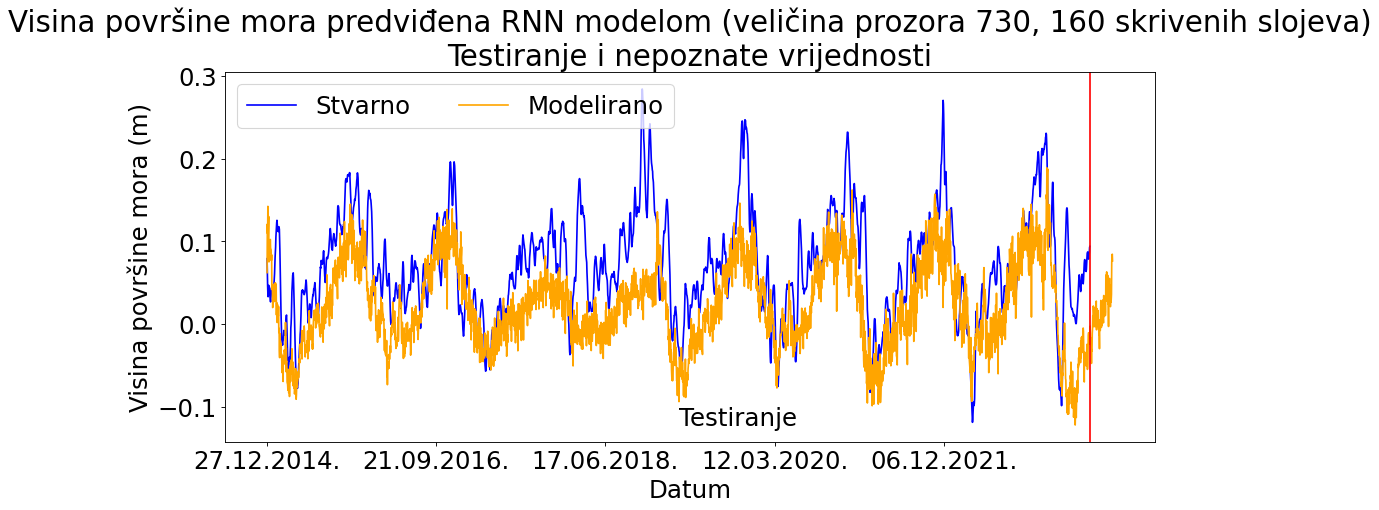 Visina površine mora predviđena RNN modelom (veličina prozora 730, 160 skrivenih slojeva)
Testiranje i nepoznate vrijednosti
Visina površine mora (m)
0.3
0.2
0.1
0.0
−0.1
Stvarno Modelirano
Testiranje
27.12.2014. 21.09.2016. 17.06.2018. 12.03.2020. 06.12.2021.
Datum